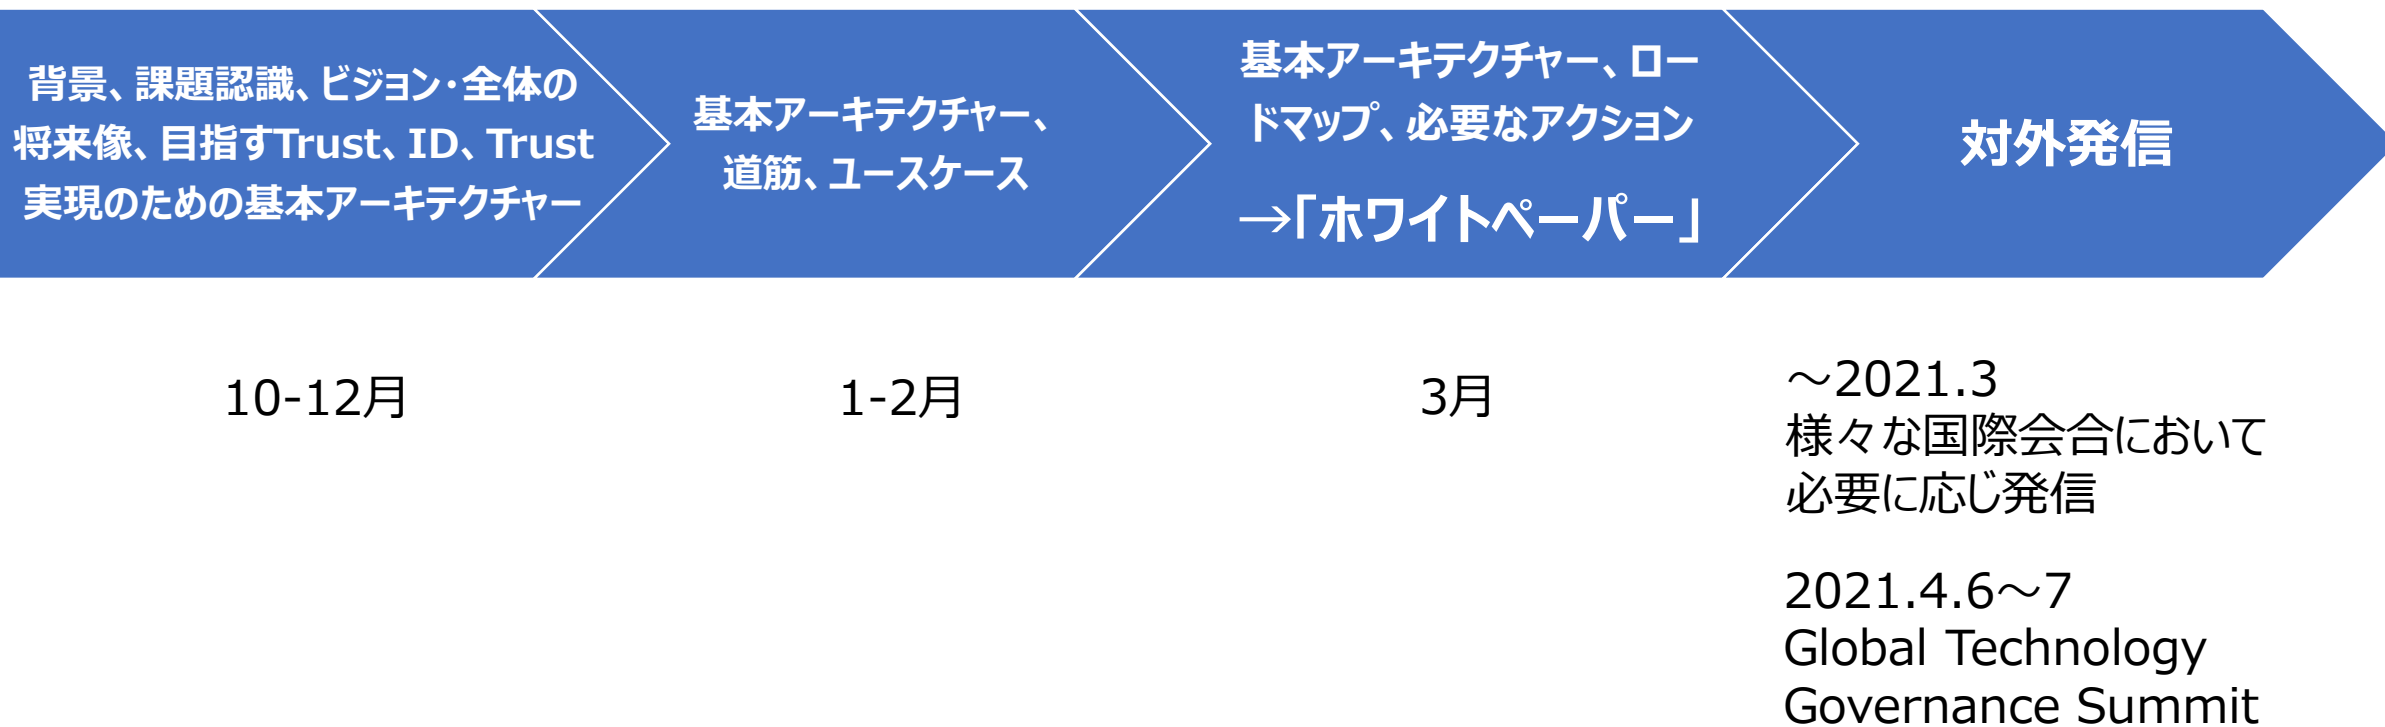 背景、課題認識、ビジョン・全体の
将来像、目指すTrust、ID、Trust
実現のための基本アーキテクチャー
基本アーキテクチャー、
道筋、ユースケース
基本アーキテクチャー、ロー
ドマップ、必要なアクション
→「ホワイトペーパー」
対外発信
10-12月
1-2月
3月
～2021.3
様々な国際会合において
必要に応じ発信
2021.4.6～7
Global Technology
Governance Summit